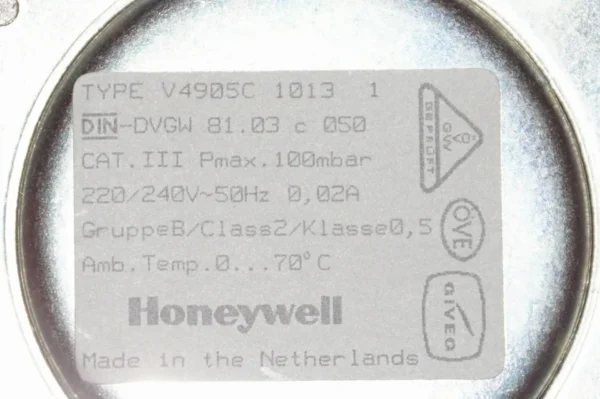 TYPE V4905C 1013 1
DIN-DVGW 81.03 c 050
CAT.III Pmax.100mbar
220/240V~50Hz 0,02A
GruppeB/Class2/Klasse0,5
Amb.Temp.0...70°C
Honeywell
Made in the Netherlands
GEPRÜFT
ÖVE
GIVEG